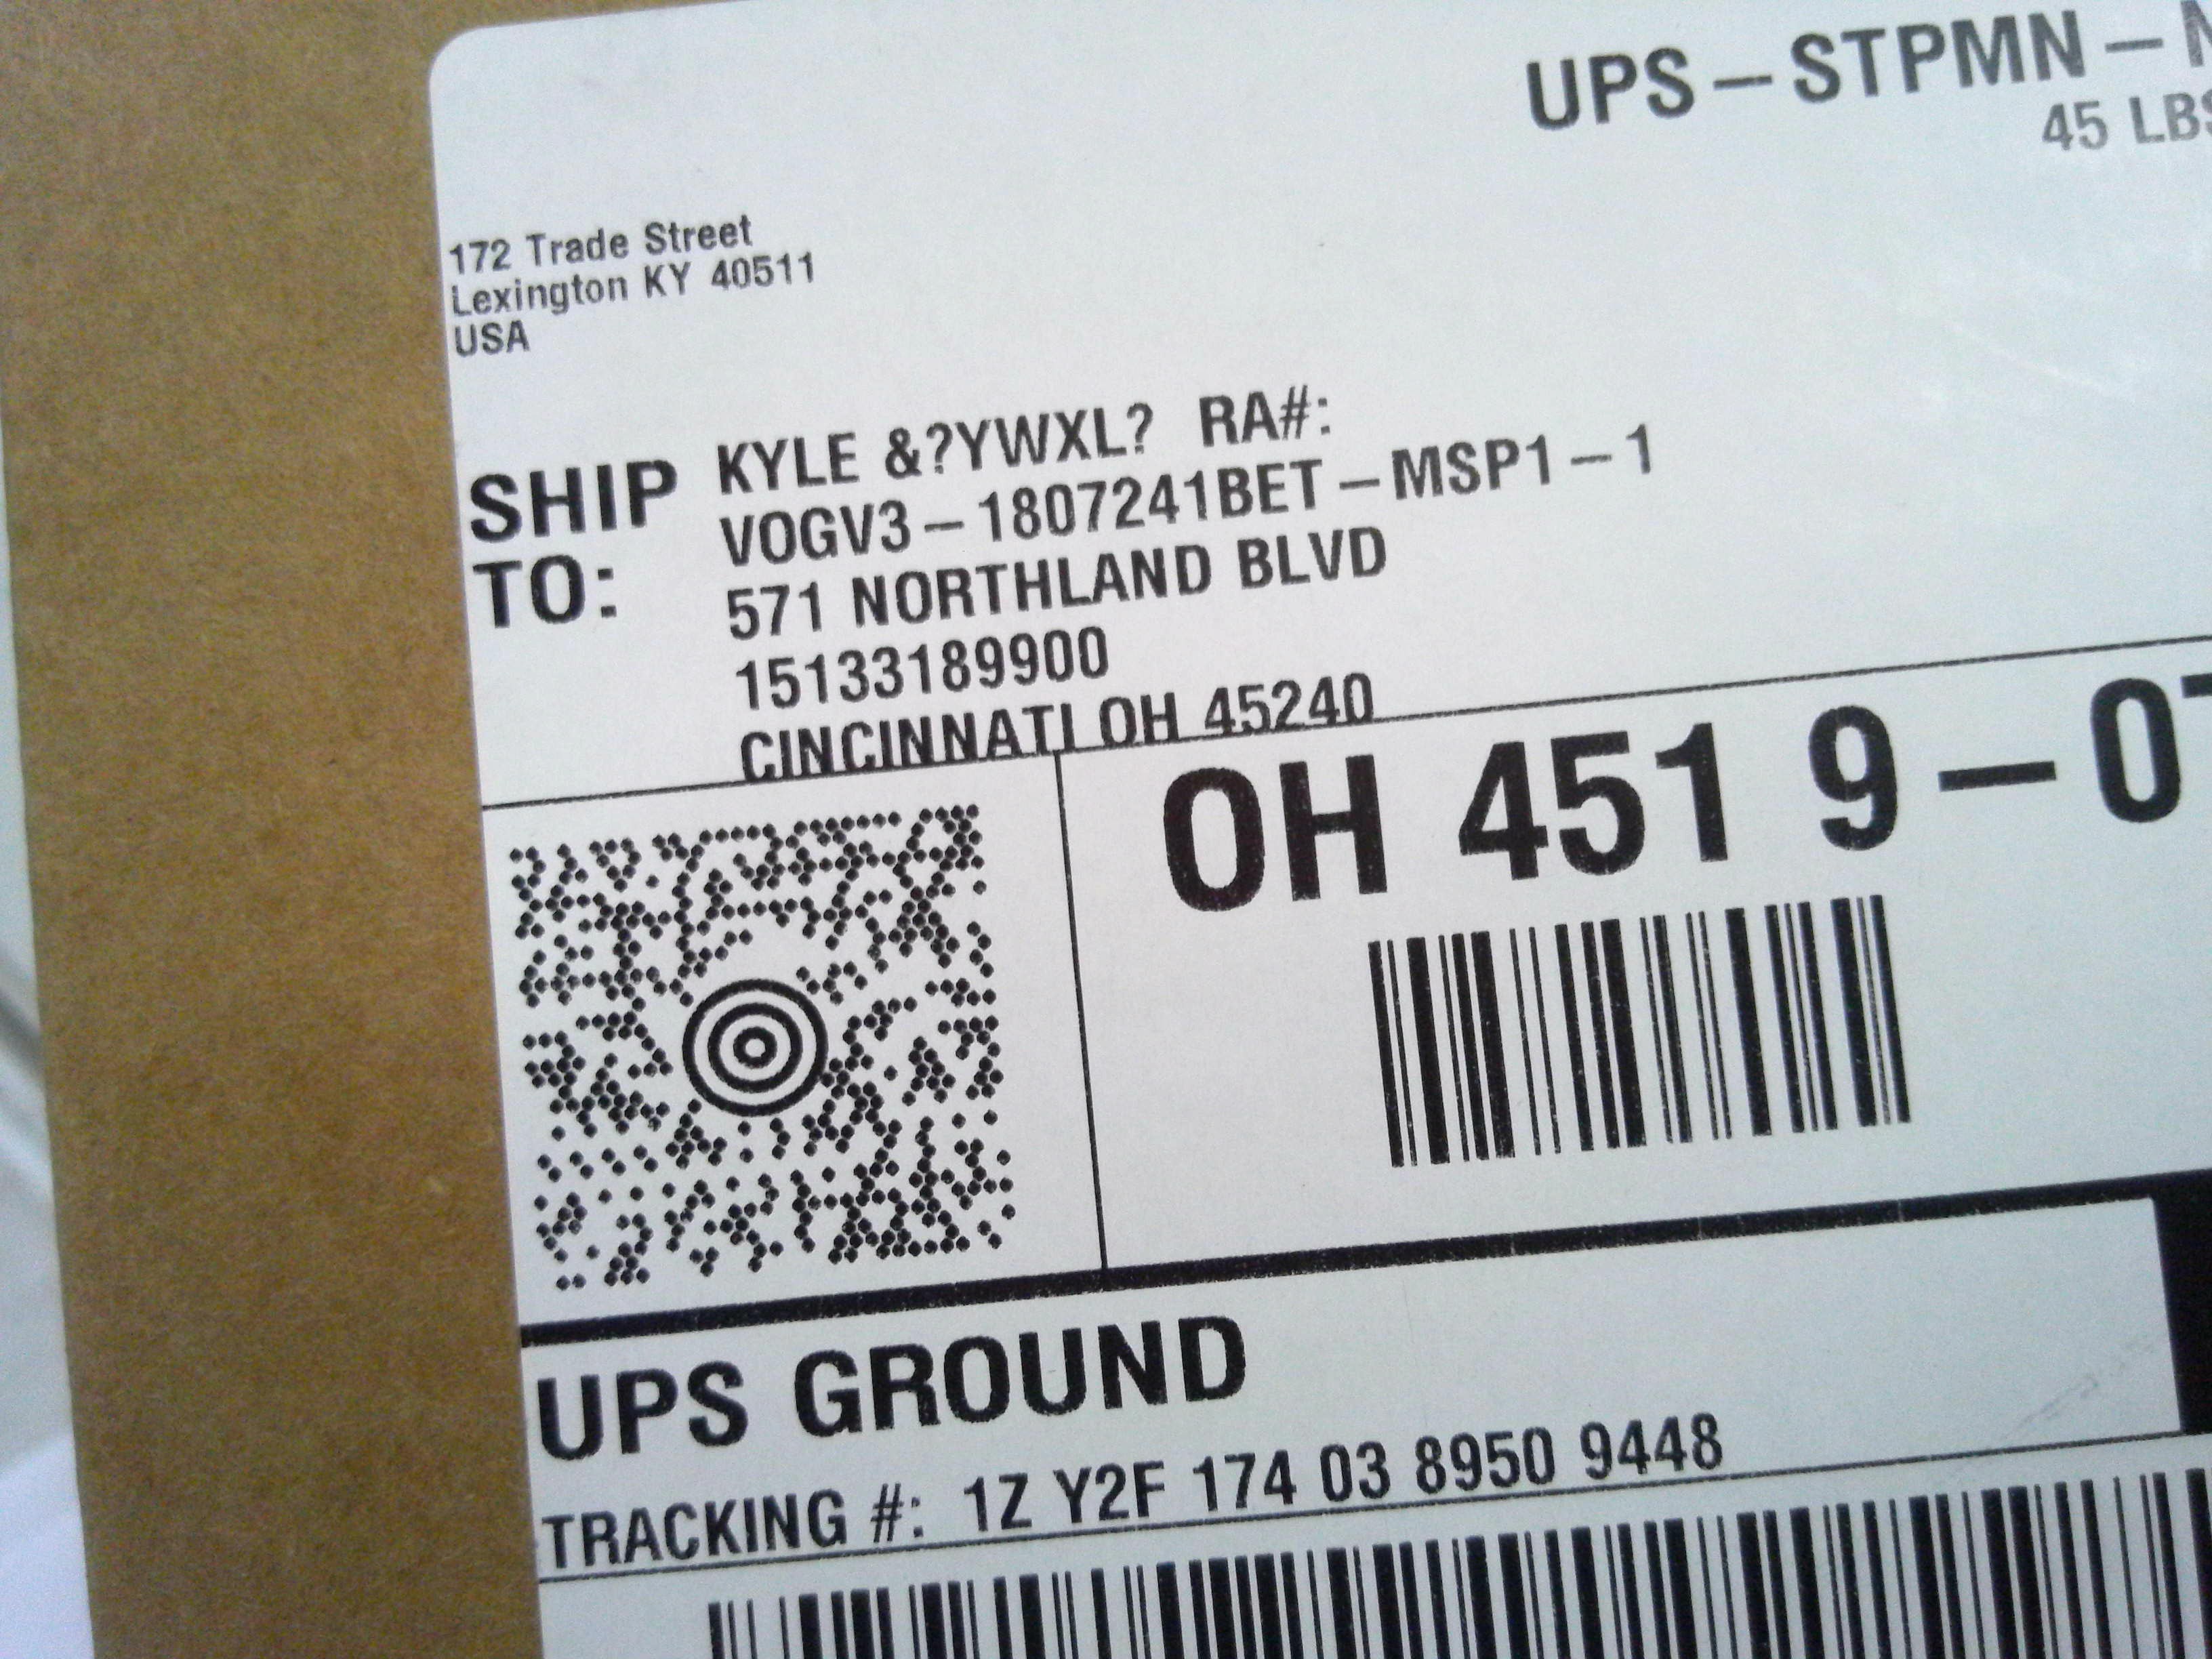 UPS – STPMN –
45 LBS
172 Trade Street
Lexington KY 40511
USA
SHIP TO:
KYLE &?YWXL? RA#:
VOGV3 – 1807241BET – MSP1 – 1
571 NORTHLAND BLVD
15133189900
CINCINNATI OH 45240
OH 451 9 – 0
UPS GROUND
TRACKING #: 1Z Y2F 174 03 8950 9448